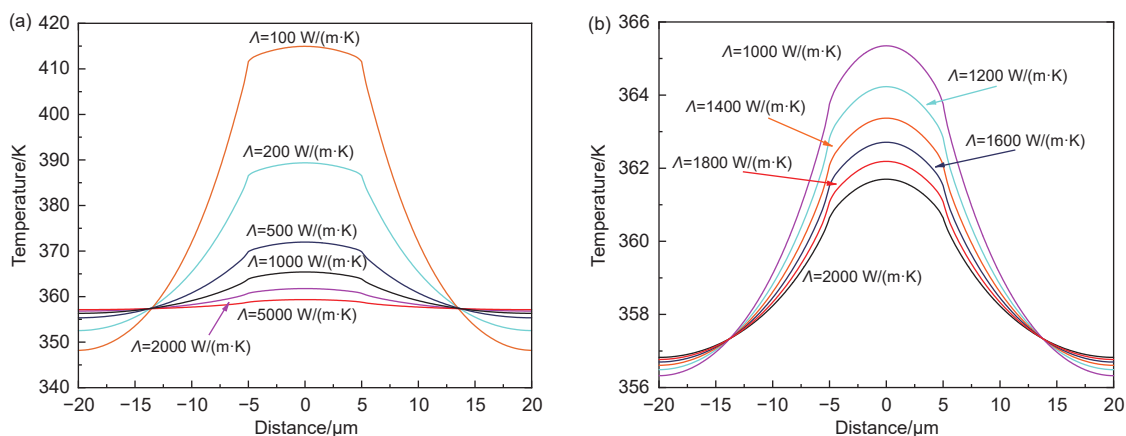 (a)
420
410
400
390
380
370
360
350
340
Temperature/K
Λ=100 W/(m·K)
Λ=200 W/(m·K)
Λ=500 W/(m·K)
Λ=1000 W/(m·K)
Λ=5000 W/(m·K)
Λ=2000 W/(m·K)
−20 −15 −10 −5 0 5 10 15 20
Distance/μm
(b)
366
364
362
360
358
356
Temperature/K
Λ=1000 W/(m·K)
Λ=1200 W/(m·K)
Λ=1400 W/(m·K)
Λ=1600 W/(m·K)
Λ=1800 W/(m·K)
Λ=2000 W/(m·K)
−20 −15 −10 −5 0 5 10 15 20
Distance/μm